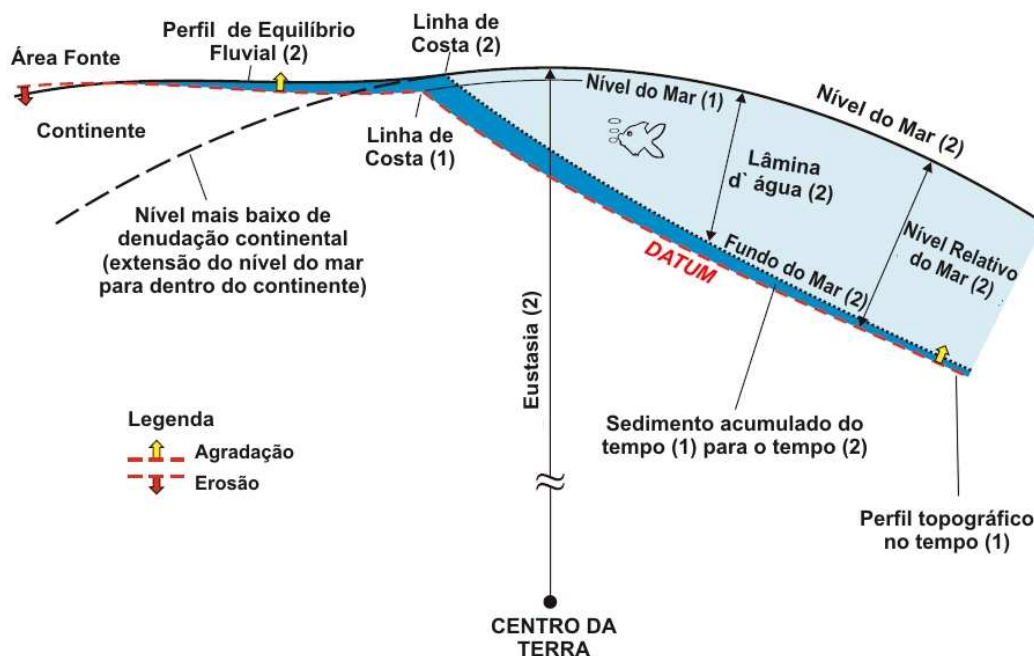 Área Fonte
Perfil de Equilíbrio
Fluvial (2)
Linha de
Costa (2)
Continente
Linha de
Costa (1)
Nível do Mar (1)
Nível do Mar (2)
Lâmina
d` água (2)
Nível Relativo
do Mar (2)
Nível mais baixo de
denudação continental
(extensão do nível do mar
para dentro do continente)
DATUM
Fundo do Mar (2)
Eustasia (2)
Legenda
Agradação
Erosão
Sedimento acumulado do
tempo (1) para o tempo (2)
Perfil topográfico
no tempo (1)
CENTRO DA
TERRA